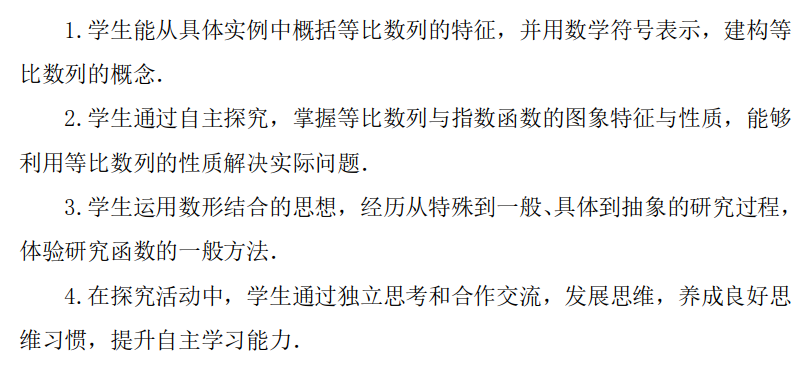 1.学生能从具体实例中概括等比数列的特征，并用数学符号表示，建构等
比数列的概念．
2.学生通过自主探究，掌握等比数列与指数函数的图象特征与性质，能够
利用等比数列的性质解决实际问题．
3.学生运用数形结合的思想，经历从特殊到一般、具体到抽象的研究过程，
体验研究函数的一般方法．
4.在探究活动中，学生通过独立思考和合作交流，发展思维，养成良好思
维习惯，提升自主学习能力．